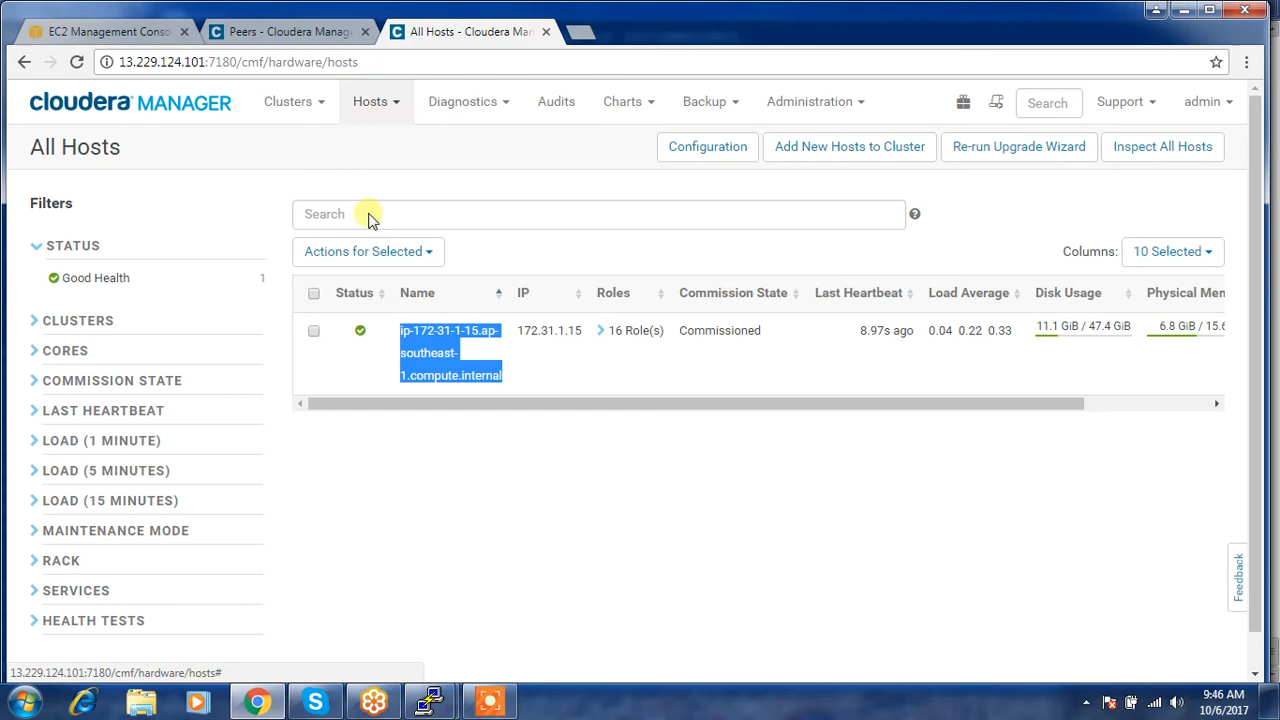 EC2 Management Conso
Peers - Cloudera Manage
All Hosts - Cloudera Man
13.229.124.101:7180/cmf/hardware/hosts
cloudera MANAGER
Clusters
Hosts
Diagnostics
Audits
Charts
Backup
Administration
Search
Support
admin
All Hosts
Configuration
Add New Hosts to Cluster
Re-run Upgrade Wizard
Inspect All Hosts
Filters
STATUS
Good Health 1
CLUSTERS
CORES
COMMISSION STATE
LAST HEARTBEAT
LOAD (1 MINUTE)
LOAD (5 MINUTES)
LOAD (15 MINUTES)
MAINTENANCE MODE
RACK
SERVICES
HEALTH TESTS
Search
Actions for Selected
Columns: 10 Selected
Status Name IP Roles Commission State Last Heartbeat Load Average Disk Usage Physical Mem
ip-172-31-1-15.ap- 172.31.1.15 16 Role(s) Commissioned 8.97s ago 0.04 0.22 0.33 11.1 GiB / 47.4 GiB 6.8 GiB / 15.6
southeast-
1.compute.internal
Feedback
13.229.124.101:7180/cmf/hardware/hosts#
9:46 AM
10/6/2017